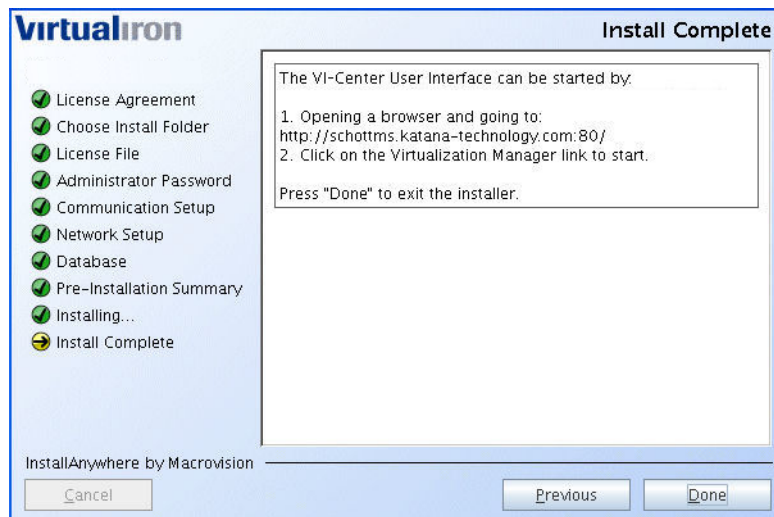 Virtualiron
Install Complete
License Agreement
Choose Install Folder
License File
Administrator Password
Communication Setup
Network Setup
Database
Pre-Installation Summary
Installing...
Install Complete
The VI-Center User Interface can be started by:
1. Opening a browser and going to:
http://schottms.katana-technology.com:80/
2. Click on the Virtualization Manager link to start.
Press "Done" to exit the installer.
InstallAnywhere by Macrovision
Cancel
Previous
Done